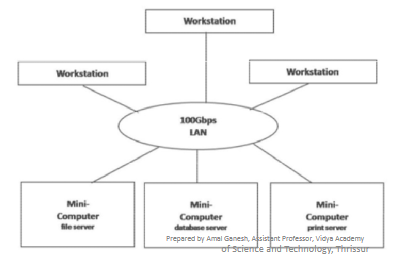 Workstation
Workstation
Workstation
100Gbps
LAN
Mini-
Computer
file server
Mini-
Computer
database server
Mini-
Computer
print server
Prepared by Amal Ganesh, Assistant Professor, Vidya Academy
of Science and Technology, Thrissur